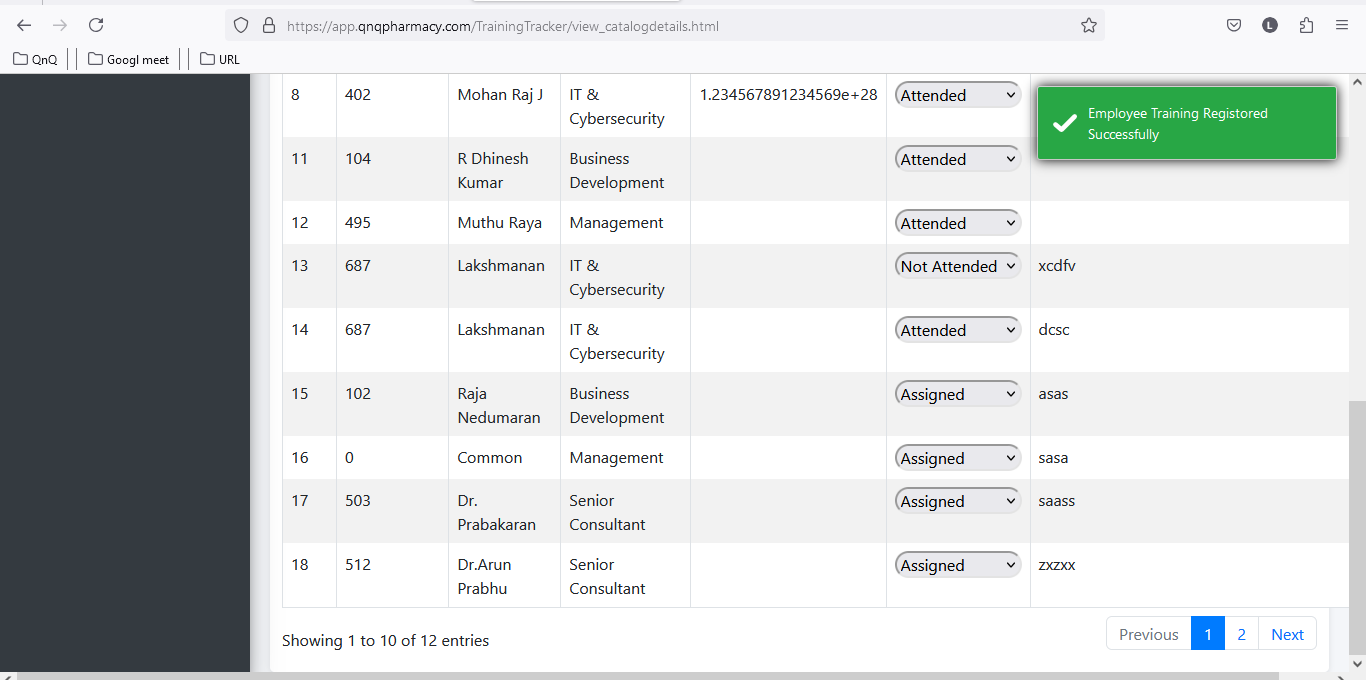 https://app.qnqpharmacy.com/TrainingTracker/view_catalogdetails.html
L
QnQ
Googl meet
URL
8 402 Mohan Raj J IT & 1.234567891234569e+28 Attended
Cybersecurity
Employee Training Registored
Successfully
11 104 R Dhinesh Business Attended
Kumar Development
12 495 Muthu Raya Management Attended
13 687 Lakshmanan IT & Not Attended xcdfv
Cybersecurity
14 687 Lakshmanan IT & Attended dcsc
Cybersecurity
15 102 Raja Business Assigned asas
Nedumaran Development
16 0 Common Management Assigned sasa
17 503 Dr. Senior Assigned saass
Prabakaran Consultant
18 512 Dr.Arun Senior Assigned zxzxx
Prabhu Consultant
Showing 1 to 10 of 12 entries
Previous 1 2 Next